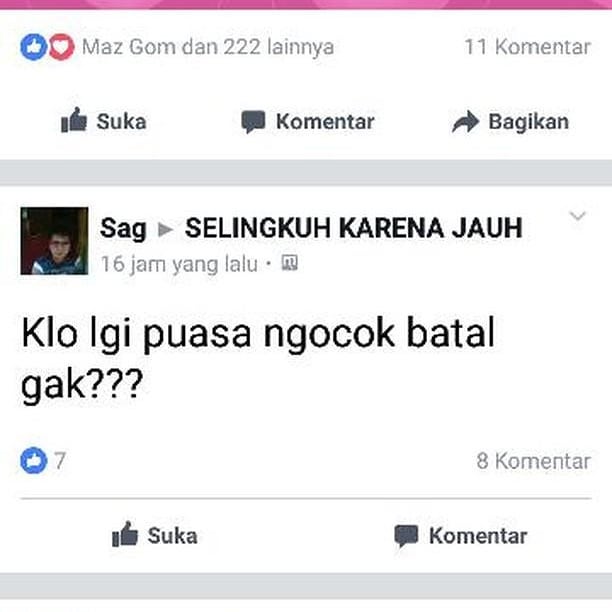 Maz Gom dan 222 lainnya 11 Komentar
Suka Komentar Bagikan
Sag ▶ SELINGKUH KARENA JAUH
16 jam yang lalu ·
Klo lgi puasa ngocok batal
gak???
7 8 Komentar
Suka Komentar